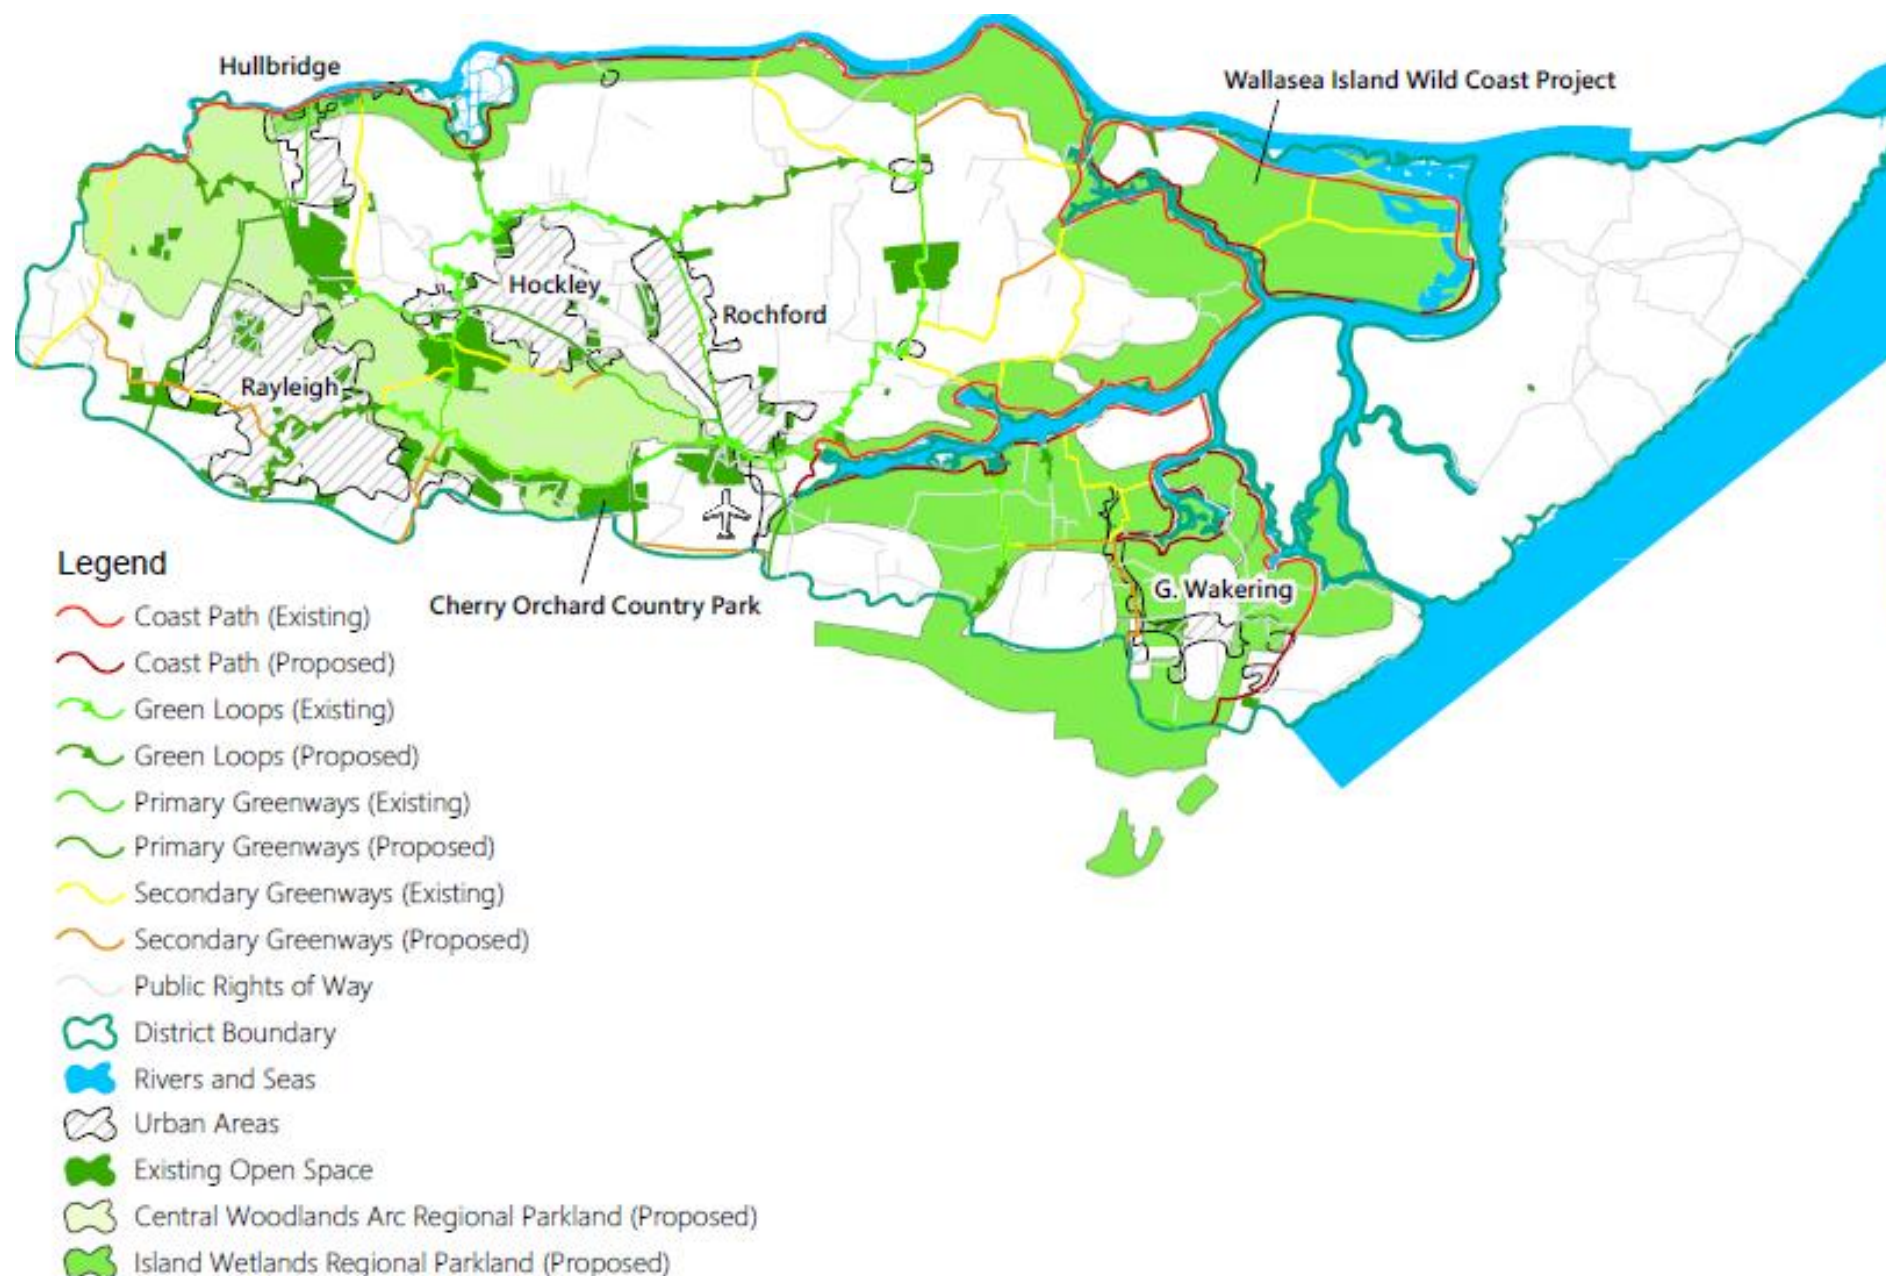 Hullbridge
Wallasea Island Wild Coast Project
Hockley
Rochford
Rayleigh
Cherry Orchard Country Park
G. Wakering
Legend
Coast Path (Existing)
Coast Path (Proposed)
Green Loops (Existing)
Green Loops (Proposed)
Primary Greenways (Existing)
Primary Greenways (Proposed)
Secondary Greenways (Existing)
Secondary Greenways (Proposed)
Public Rights of Way
District Boundary
Rivers and Seas
Urban Areas
Existing Open Space
Central Woodlands Arc Regional Parkland (Proposed)
Island Wetlands Regional Parkland (Proposed)